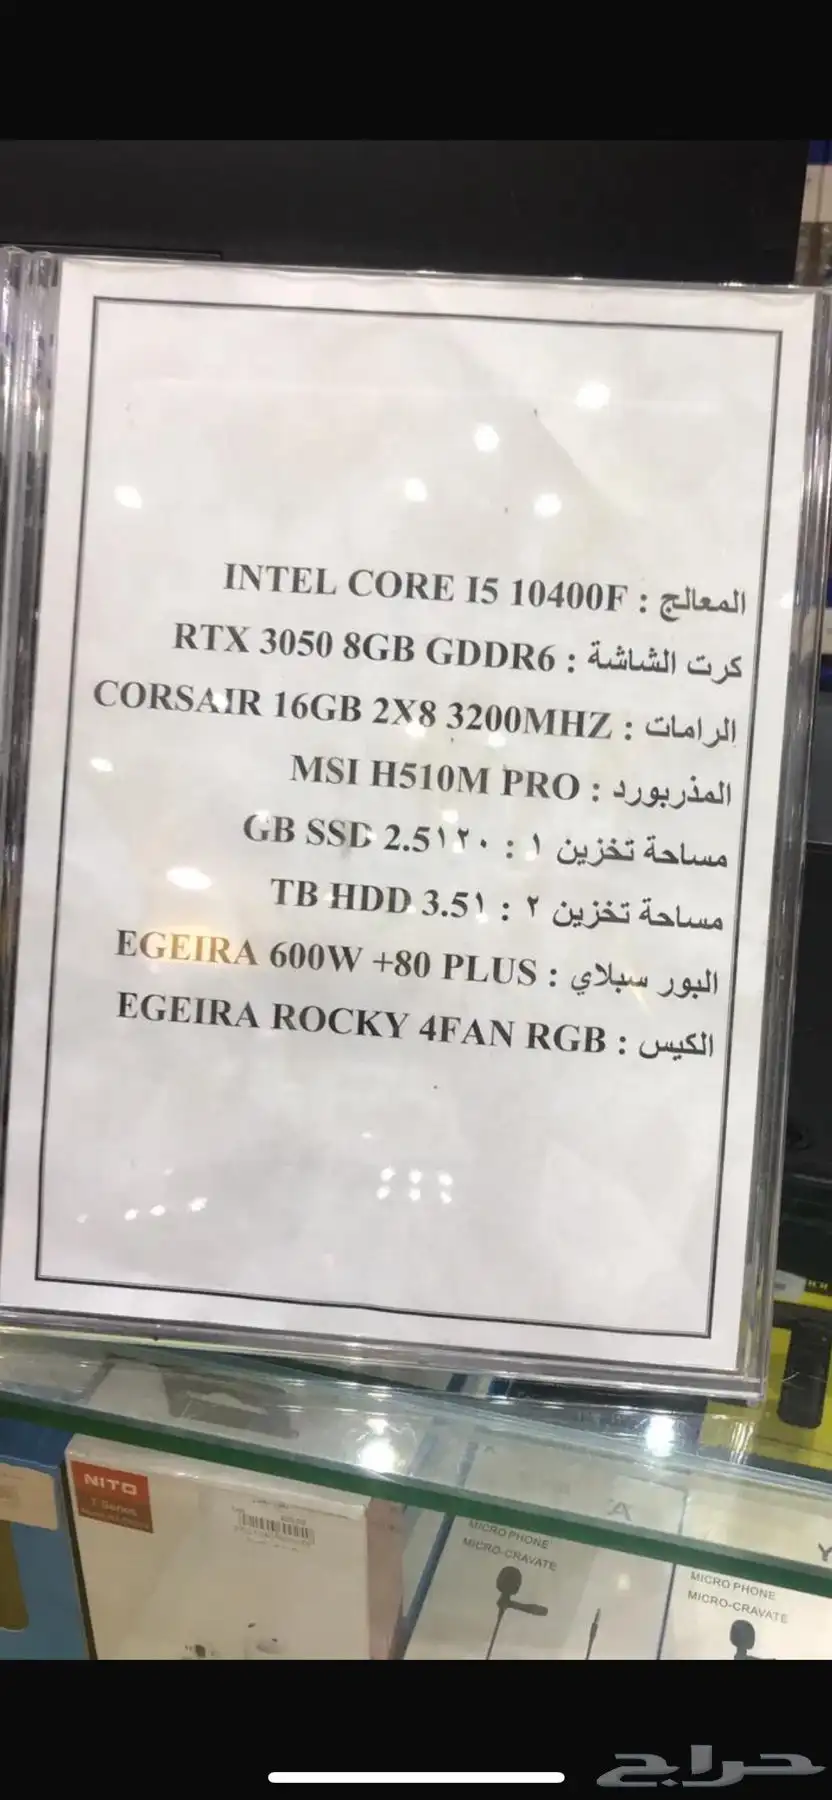 المعالج : INTEL CORE I5 10400F
كرت الشاشة : RTX 3050 8GB GDDR6
الرامات : CORSAIR 16GB 2X8 3200MHZ
المذربورد : MSI H510M PRO
مساحة تخزين ١ : ١٢٠GB SSD 2.5
مساحة تخزين ٢ : ١TB HDD 3.5
البور سبلاي : EGEIRA 600W +80 PLUS
الكيس : EGEIRA ROCKY 4FAN RGB
NITO
MICRO PHONE
MICRO-CRAVATE
MICRO PHONE
MICRO-CRAVATE
حراج